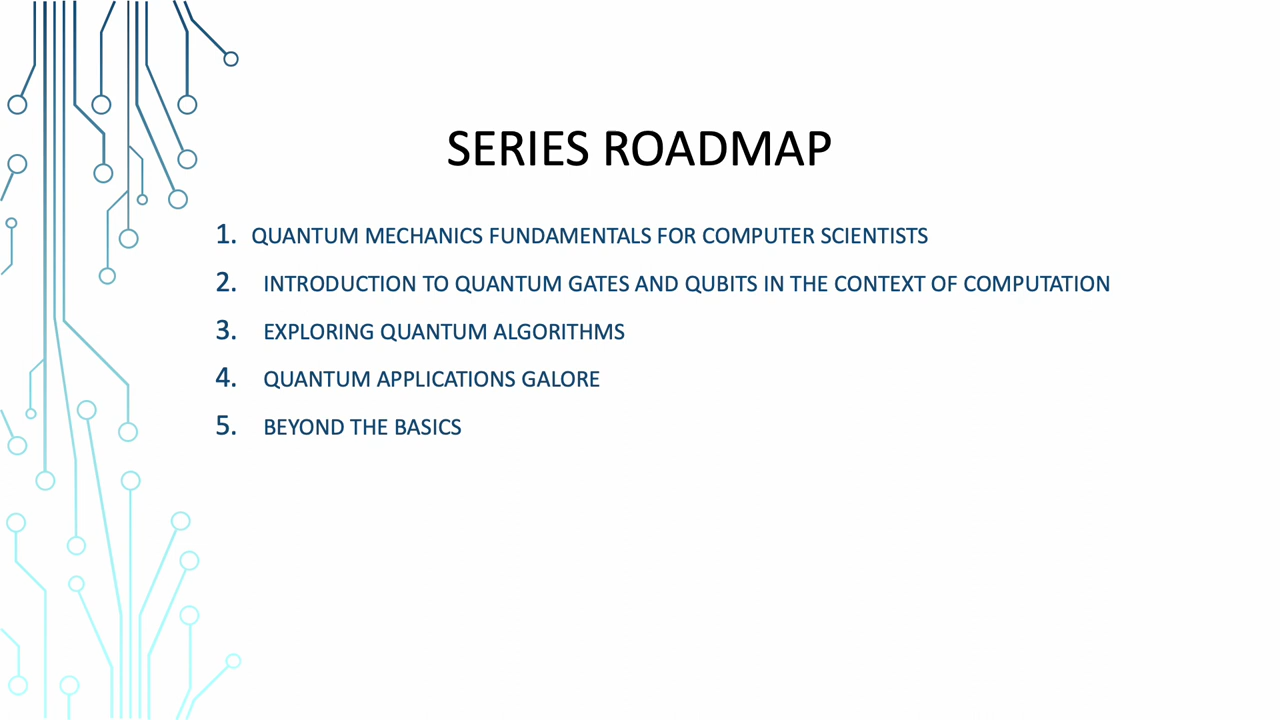 SERIES ROADMAP
1. QUANTUM MECHANICS FUNDAMENTALS FOR COMPUTER SCIENTISTS
2. INTRODUCTION TO QUANTUM GATES AND QUBITS IN THE CONTEXT OF COMPUTATION
3. EXPLORING QUANTUM ALGORITHMS
4. QUANTUM APPLICATIONS GALORE
5. BEYOND THE BASICS